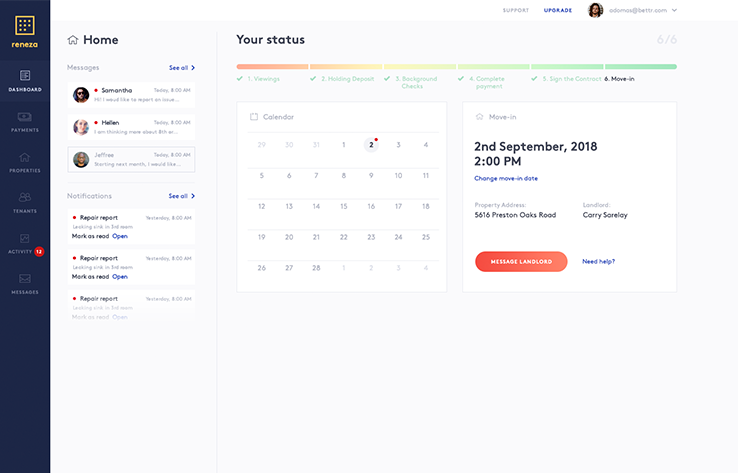 SUPPORT UPGRADE adamas@bettr.com
reneza
DASHBOARD
PAYMENTS
PROPERTIES
TENANTS
ACTIVITY 12
MESSAGES
Home
Messages See all
Samantha Today, 8:00 AM
Hi! I would like to report an issue...
Hellen Today, 8:00 AM
I am thinking more about 8th or...
Jeffree Today, 8:00 AM
Starting next month, I would like...
Notifications See all
Repair report Yesterday, 8:00 AM
Leaking sink in 3rd room
Mark as read Open
Repair report Yesterday, 8:00 AM
Leaking sink in 3rd room
Mark as read Open
Repair report Yesterday, 8:00 AM
Leaking sink in 3rd room
Mark as read Open
Your status 6/6
1. Viewings 2. Holding Deposit 3. Background Checks 4. Complete payment 5. Sign the Contract 6. Move-in
Calendar
29 30 31 1 2 3 4
5 6 7 8 9 10 11
12 13 14 15 16 17 18
19 20 21 22 23 24 25
26 27 28 1 2 3 4
Move-in
2nd September, 2018
2:00 PM
Change move-in date
Property Address: Landlord:
5616 Preston Oaks Road Carry Sarelay
MESSAGE LANDLORD Need help?